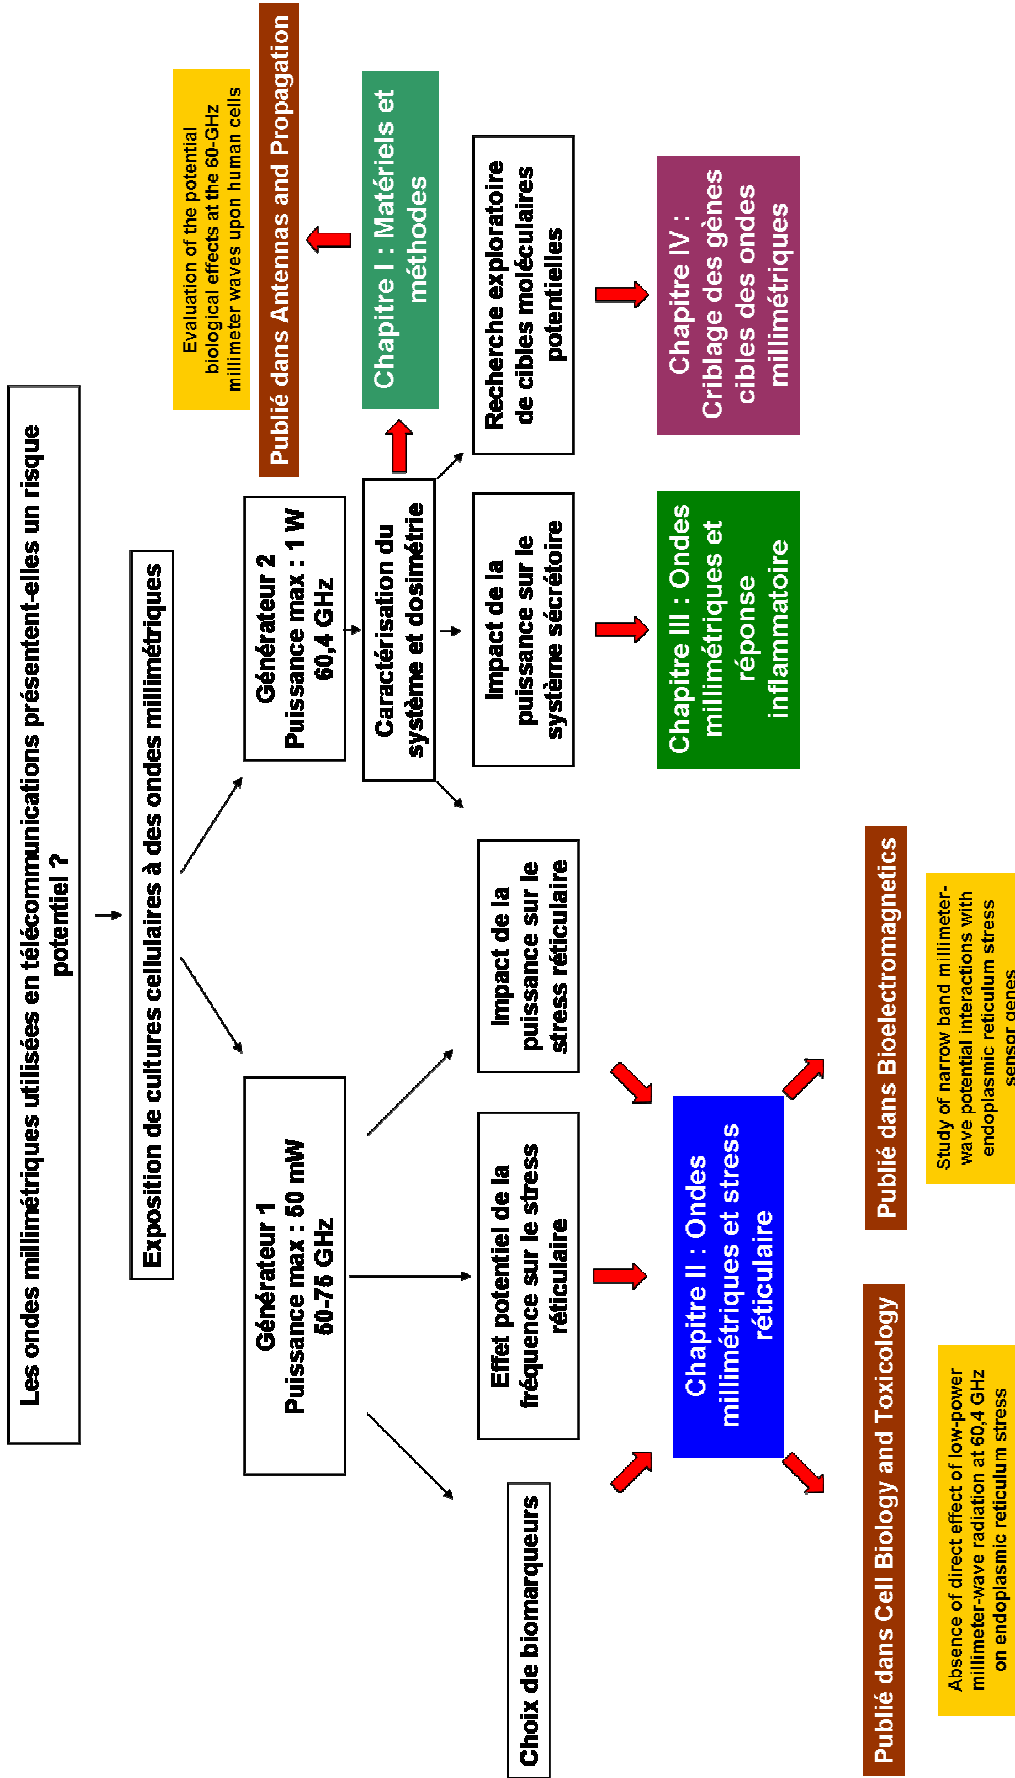 Les ondes millimétriques utilisées en télécommunications présentent-elles un risque
potentiel ?
Exposition de cultures cellulaires à des ondes millimétriques
Générateur 1
Puissance max : 50 mW
50-75 GHz
Générateur 2
Puissance max : 1 W
60,4 GHz
Evaluation of the potential
biological effects at the 60-GHz
millimeter waves upon human cells
Publié dans Antennas and Propagation
Caractérisation du
système et dosimétrie
Chapitre I : Matériels et
méthodes
Choix de biomarqueurs
Effet potentiel de la
fréquence sur le stress
réticulaire
Impact de la
puissance sur le
stress réticulaire
Impact de la
puissance sur le
système sécrétoire
Recherche exploratoire
de cibles moléculaires
potentielles
Chapitre II : Ondes
millimétriques et stress
réticulaire
Chapitre III : Ondes
millimétriques et
réponse
inflammatoire
Chapitre IV :
Criblage des gènes
cibles des ondes
millimétriques
Publié dans Cell Biology and Toxicology
Absence of direct effect of low-power
millimeter-wave radiation at 60,4 GHz
on endoplasmic reticulum stress
Publié dans Bioelectromagnetics
Study of narrow band millimeter-
wave potential interactions with
endoplasmic reticulum stress
sensor genes